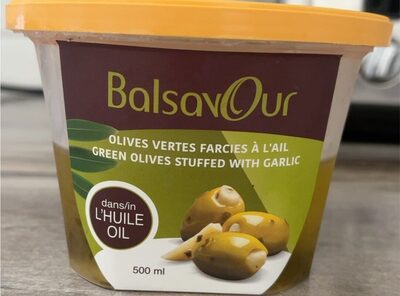 BalsavOur
OLIVES VERTES FARCIES À L'AIL
GREEN OLIVES STUFFED WITH GARLIC
dans/in
L'HUILE
OIL
500 ml